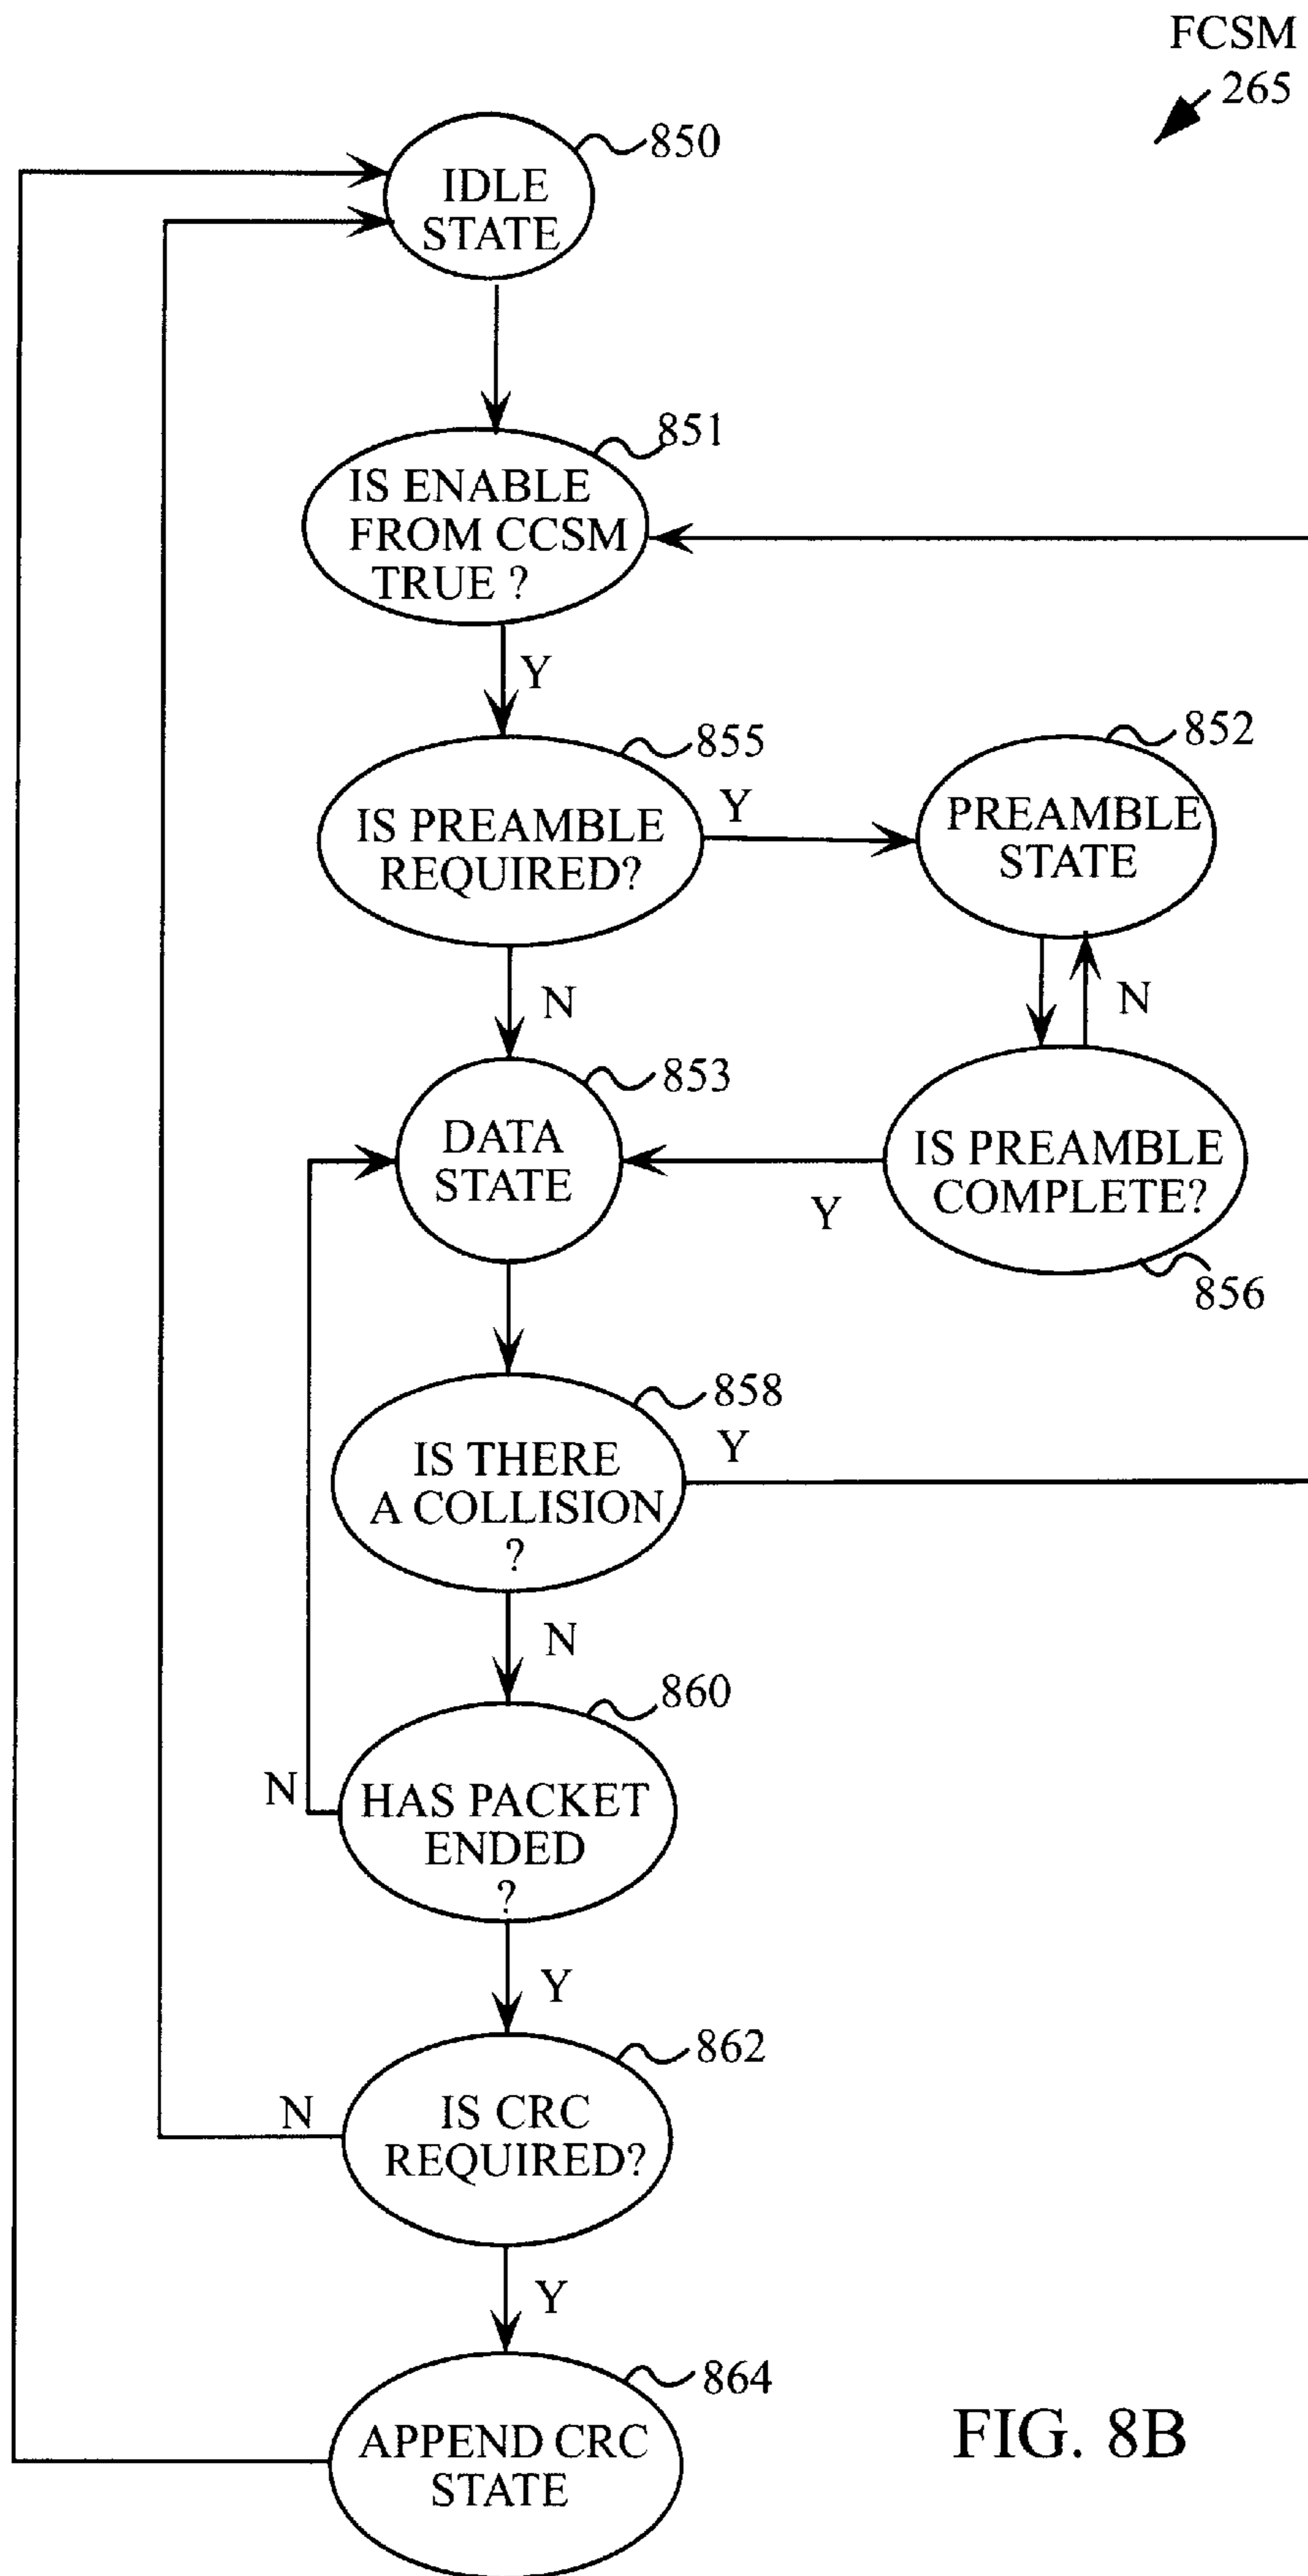 FCSM
265
850
IDLE
STATE
851
IS ENABLE
FROM CCSM
TRUE ?
Y
855
IS PREAMBLE
REQUIRED?
Y
852
PREAMBLE
STATE
N
N
853
DATA
STATE
IS PREAMBLE
COMPLETE?
Y
856
858
IS THERE
A COLLISION
?
Y
N
860
HAS PACKET
ENDED
?
N
Y
862
IS CRC
REQUIRED?
N
Y
864
APPEND CRC
STATE
FIG. 8B